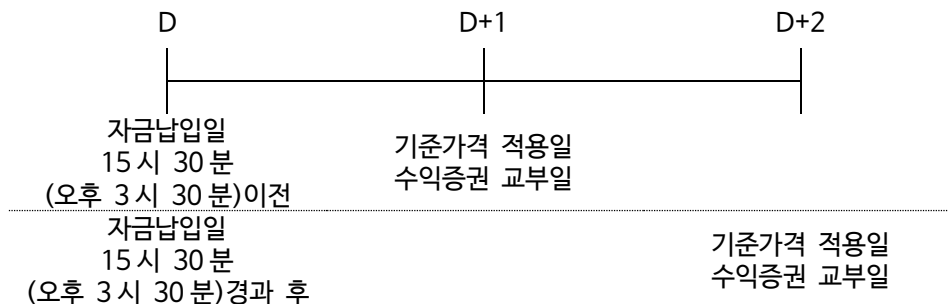 D D+1 D+2
자금납입일
15시 30분
(오후 3시 30분)이전
기준가격 적용일
수익증권 교부일
자금납입일
15시 30분
(오후 3시 30분)경과 후
기준가격 적용일
수익증권 교부일